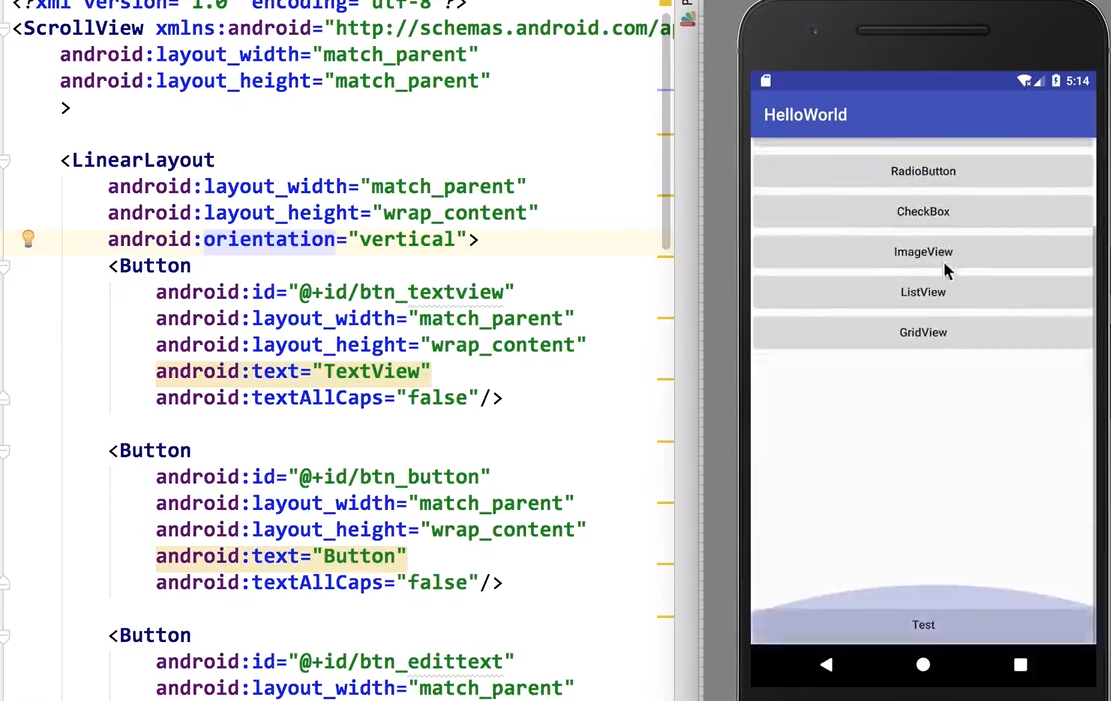 <?xml version="1.0" encoding="utf-8"?>
<ScrollView xmlns:android="http://schemas.android.com/a
android:layout_width="match_parent"
android:layout_height="match_parent"
>
<LinearLayout
android:layout_width="match_parent"
android:layout_height="wrap_content"
android:orientation="vertical">
<Button
android:id="@+id/btn_textview"
android:layout_width="match_parent"
android:layout_height="wrap_content"
android:text="TextView"
android:textAllCaps="false"/>
<Button
android:id="@+id/btn_button"
android:layout_width="match_parent"
android:layout_height="wrap_content"
android:text="Button"
android:textAllCaps="false"/>
<Button
android:id="@+id/btn_edittext"
android:layout_width="match_parent"
5:14
HelloWorld
RadioButton
CheckBox
ImageView
ListView
GridView
Test